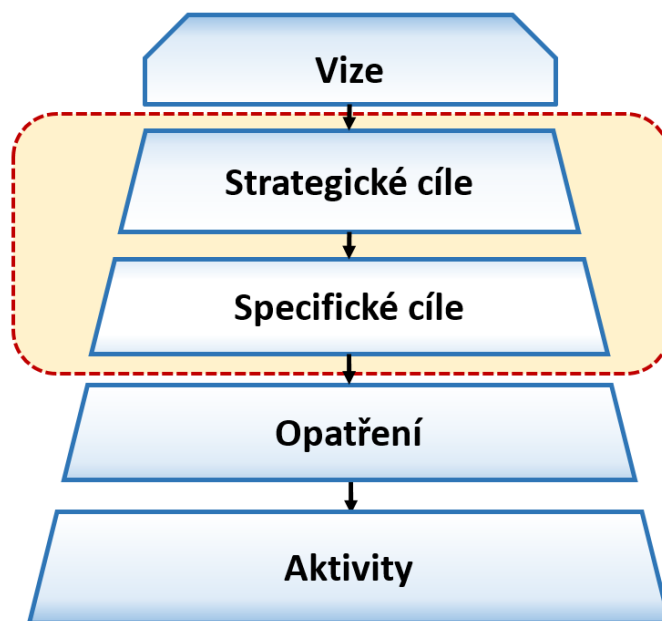 Vize
Strategické cíle
Specifické cíle
Opatření
Aktivity